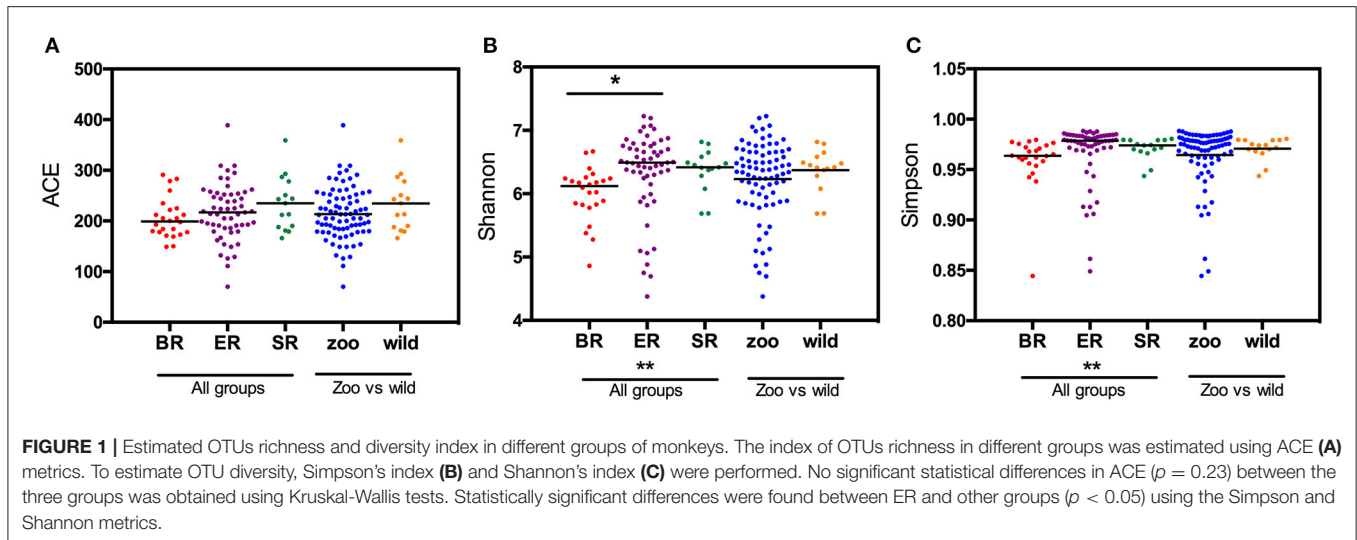 A
ACE
500
400
300
200
100
0
BR ER SR zoo wild
All groups Zoo vs wild
B
Shannon
8
7
6
5
4
*
BR ER SR zoo wild
**
All groups Zoo vs wild
C
Simpson
1.05
1.00
0.95
0.90
0.85
0.80
BR ER SR zoo wild
**
All groups Zoo vs wild
FIGURE 1 | Estimated OTUs richness and diversity index in different groups of monkeys. The index of OTUs richness in different groups was estimated using ACE (A)
metrics. To estimate OTU diversity, Simpson's index (B) and Shannon's index (C) were performed. No significant statistical differences in ACE (p = 0.23) between the
three groups was obtained using Kruskal-Wallis tests. Statistically significant differences were found between ER and other groups (p < 0.05) using the Simpson and
Shannon metrics.